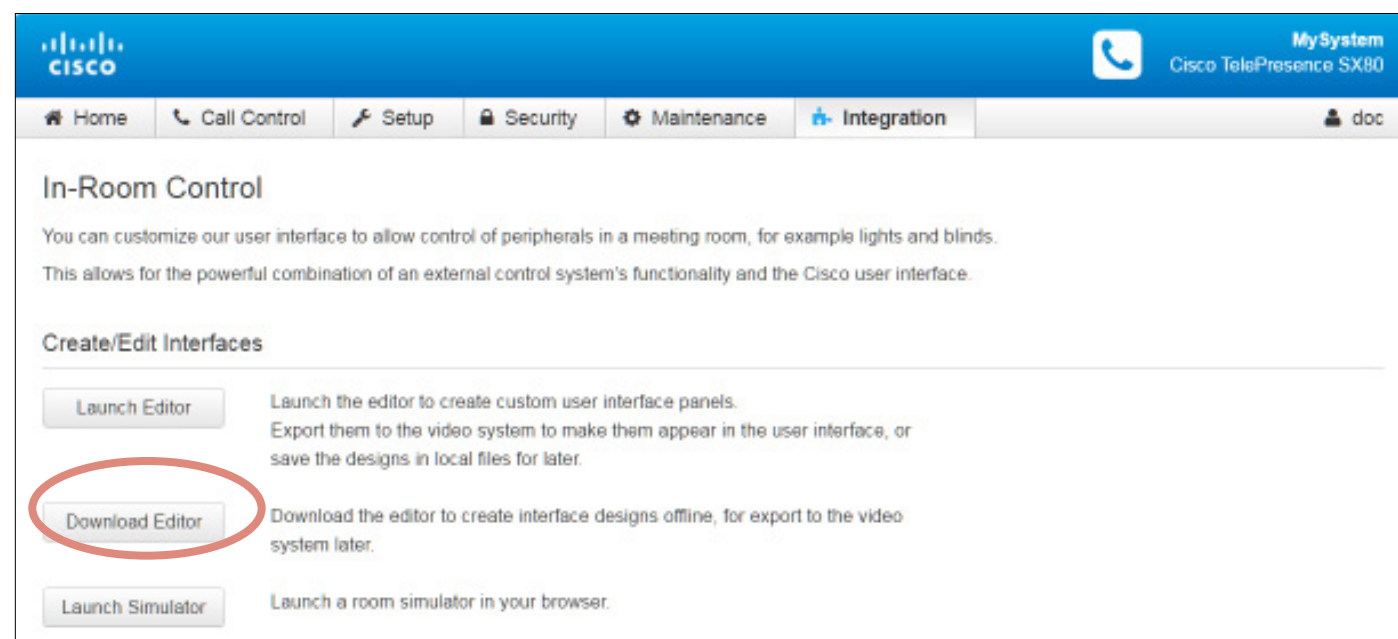 CISCO
MySystem
Cisco TelePresence SX80
Home
Call Control
Setup
Security
Maintenance
Integration
doc
In-Room Control
You can customize our user interface to allow control of peripherals in a meeting room, for example lights and blinds.
This allows for the powerful combination of an external control system's functionality and the Cisco user interface.
Create/Edit Interfaces
Launch Editor
Launch the editor to create custom user interface panels.
Export them to the video system to make them appear in the user interface, or
save the designs in local files for later.
Download Editor
Download the editor to create interface designs offline, for export to the video
system later.
Launch Simulator
Launch a room simulator in your browser.